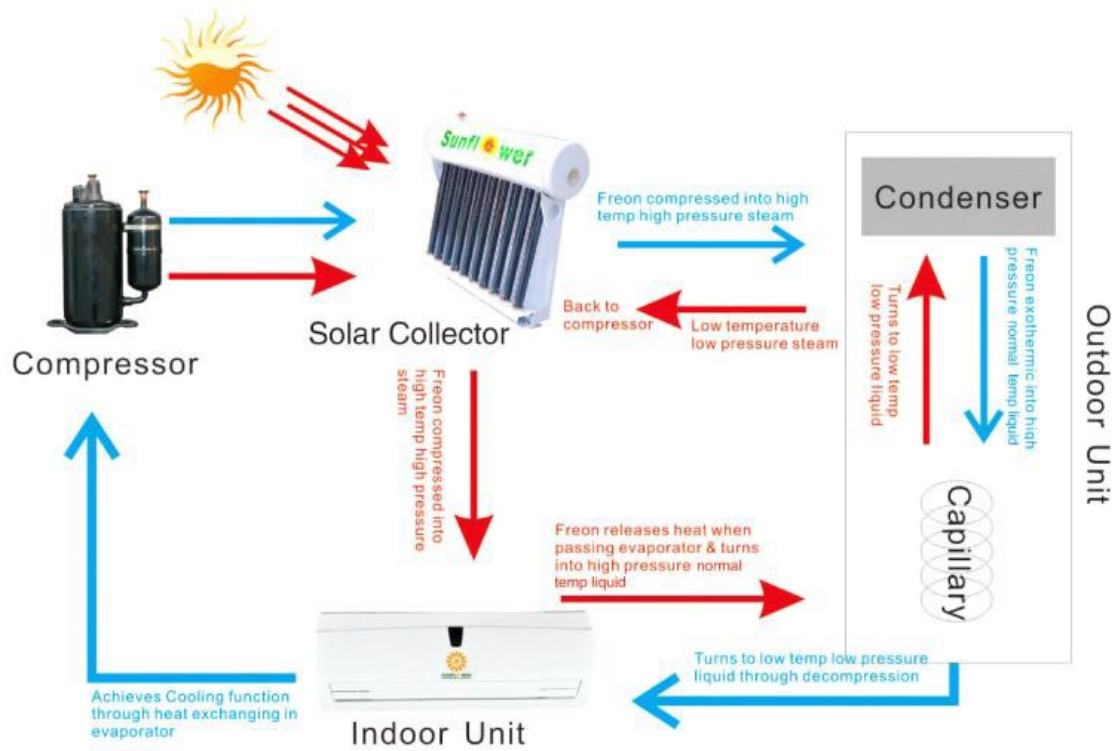 Sunflower
Freon compressed into high
temp high pressure steam
Condenser
Compressor
Solar Collector
Back to
compressor
Low temperature
low pressure steam
Turns to low temp
low pressure liquid
Freon exothermic into high
pressure normal temp liquid
Outdoor Unit
Freon compressed into
high temp high pressure
steam
Capillary
Freon releases heat when
passing evaporator & turns
into high pressure normal
temp liquid
Turns to low temp low pressure
liquid through decompression
Achieves Cooling function
through heat exchanging in
evaporator
Indoor Unit